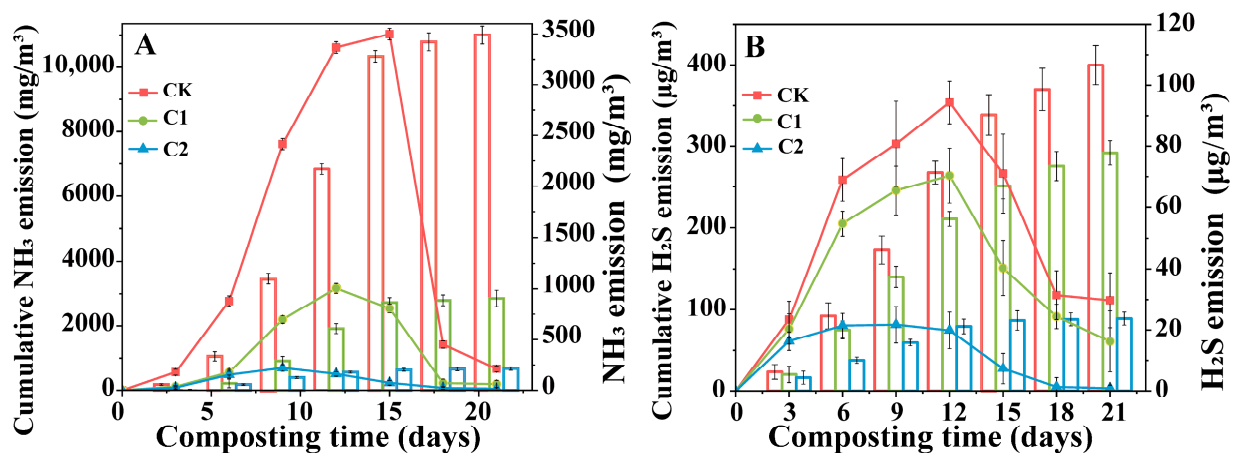 A
Cumulative NH₃ emission (mg/m³)
10,000
8000
6000
4000
2000
0
CK
C1
C2
3500
3000
2500
2000
1500
1000
500
0
NH₃ emission (mg/m³)
0 5 10 15 20
Composting time (days)
B
Cumulative H₂S emission (µg/m³)
400
300
200
100
0
CK
C1
C2
120
100
80
60
40
20
0
H₂S emission (µg/m³)
0 3 6 9 12 15 18 21
Composting time (days)